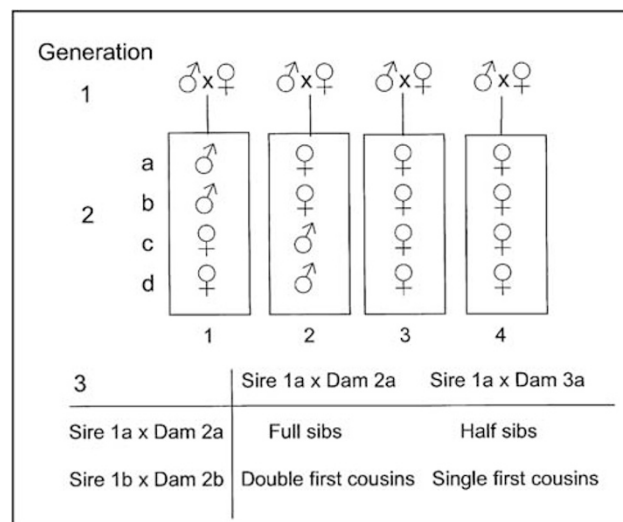 Generation
1 ♂x♀ ♂x♀ ♂x♀ ♂x♀
a ♂ ♀ ♀ ♀
2 b ♂ ♀ ♀ ♀
c ♀ ♂ ♀ ♀
d ♀ ♂ ♀ ♀
1 2 3 4
3 Sire 1a x Dam 2a Sire 1a x Dam 3a
Sire 1a x Dam 2a Full sibs Half sibs
Sire 1b x Dam 2b Double first cousins Single first cousins